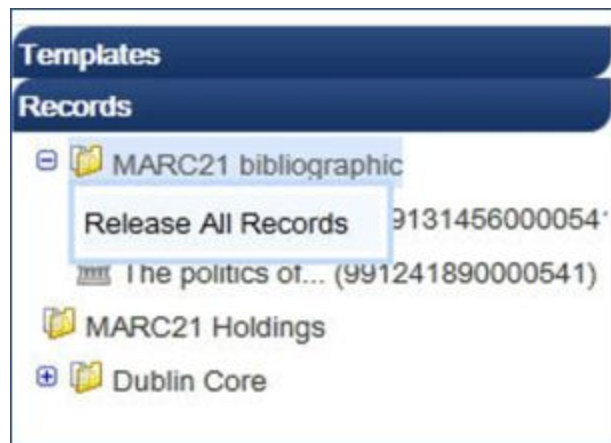 Templates
Records
MARC21 bibliographic
Release All Records
The politics of... (991241890000541)
MARC21 Holdings
Dublin Core